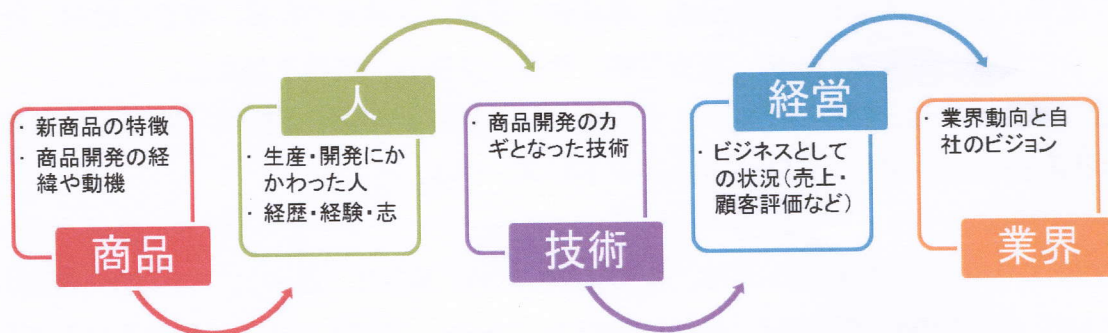 ・新商品の特徴
・商品開発の経
緯や動機
商品
人
・生産・開発にか
かわった人
・経歴・経験・志
・商品開発のカ
ギとなった技術
技術
経営
・ビジネスとして
の状況(売上・
顧客評価など)
・業界動向と自
社のビジョン
業界